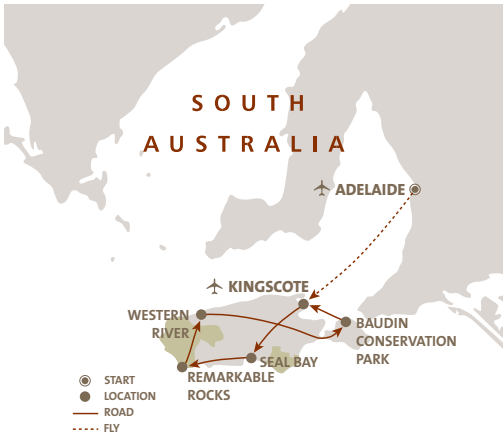 SOUTH
AUSTRALIA
ADELAIDE
KINGSCOTE
WESTERN
RIVER
BAUDIN
CONSERVATION
PARK
SEAL BAY
REMARKABLE
ROCKS
START
LOCATION
ROAD
FLY